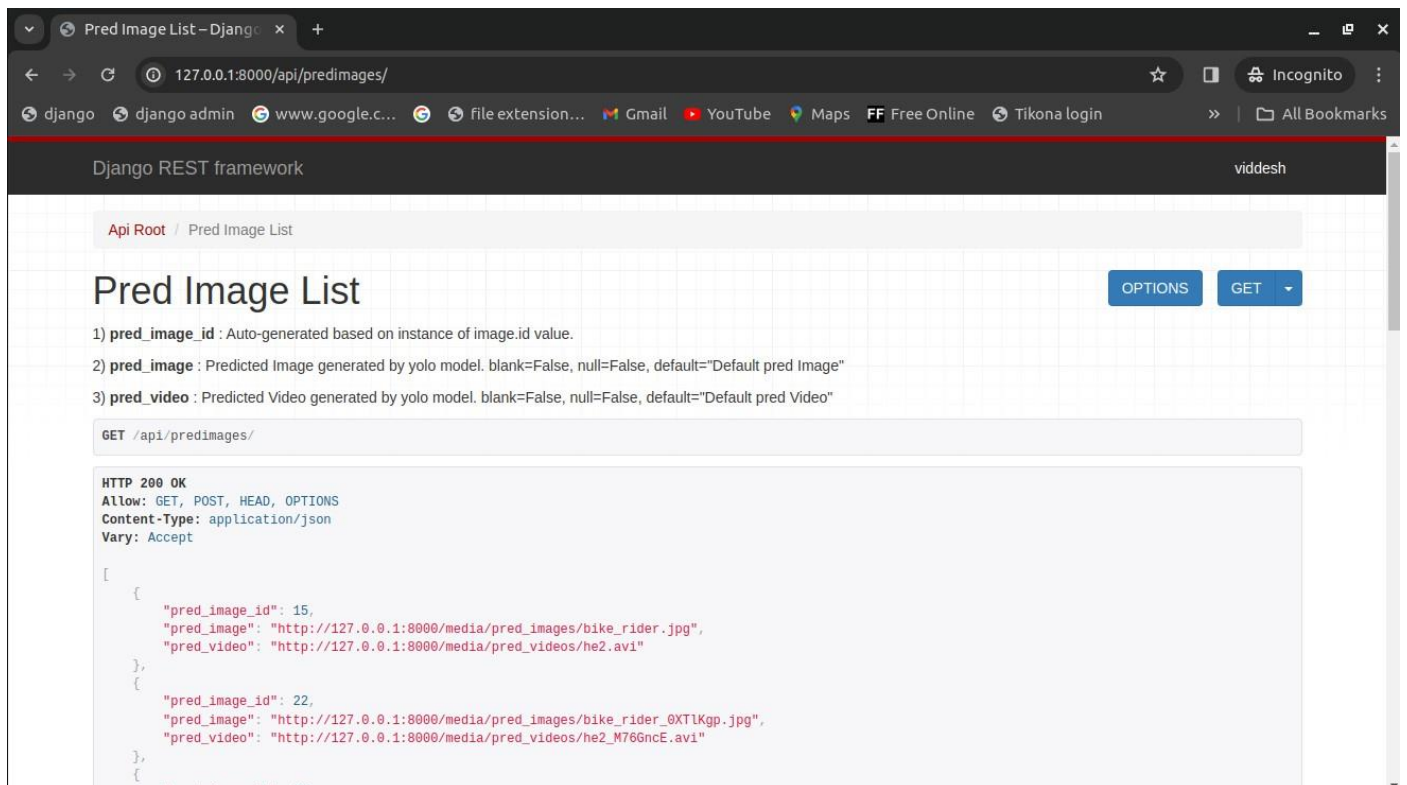 Pred Image List – Djang
127.0.0.1:8000/api/predimages/
Incognito
django django admin www.google.c... file extension... Gmail YouTube Maps FF Free Online Tikona login » All Bookmarks
Django REST framework viddesh
Api Root / Pred Image List
Pred Image List OPTIONS GET
1) pred_image_id : Auto-generated based on instance of image.id value.
2) pred_image : Predicted Image generated by yolo model. blank=False, null=False, default="Default pred Image"
3) pred_video : Predicted Video generated by yolo model. blank=False, null=False, default="Default pred Video"
GET /api/predimages/
HTTP 200 OK
Allow: GET, POST, HEAD, OPTIONS
Content-Type: application/json
Vary: Accept
[
{
"pred_image_id": 15,
"pred_image": "http://127.0.0.1:8000/media/pred_images/bike_rider.jpg",
"pred_video": "http://127.0.0.1:8000/media/pred_videos/he2.avi"
},
{
"pred_image_id": 22,
"pred_image": "http://127.0.0.1:8000/media/pred_images/bike_rider_0XTlKgp.jpg",
"pred_video": "http://127.0.0.1:8000/media/pred_videos/he2_M76GncE.avi"
},
{